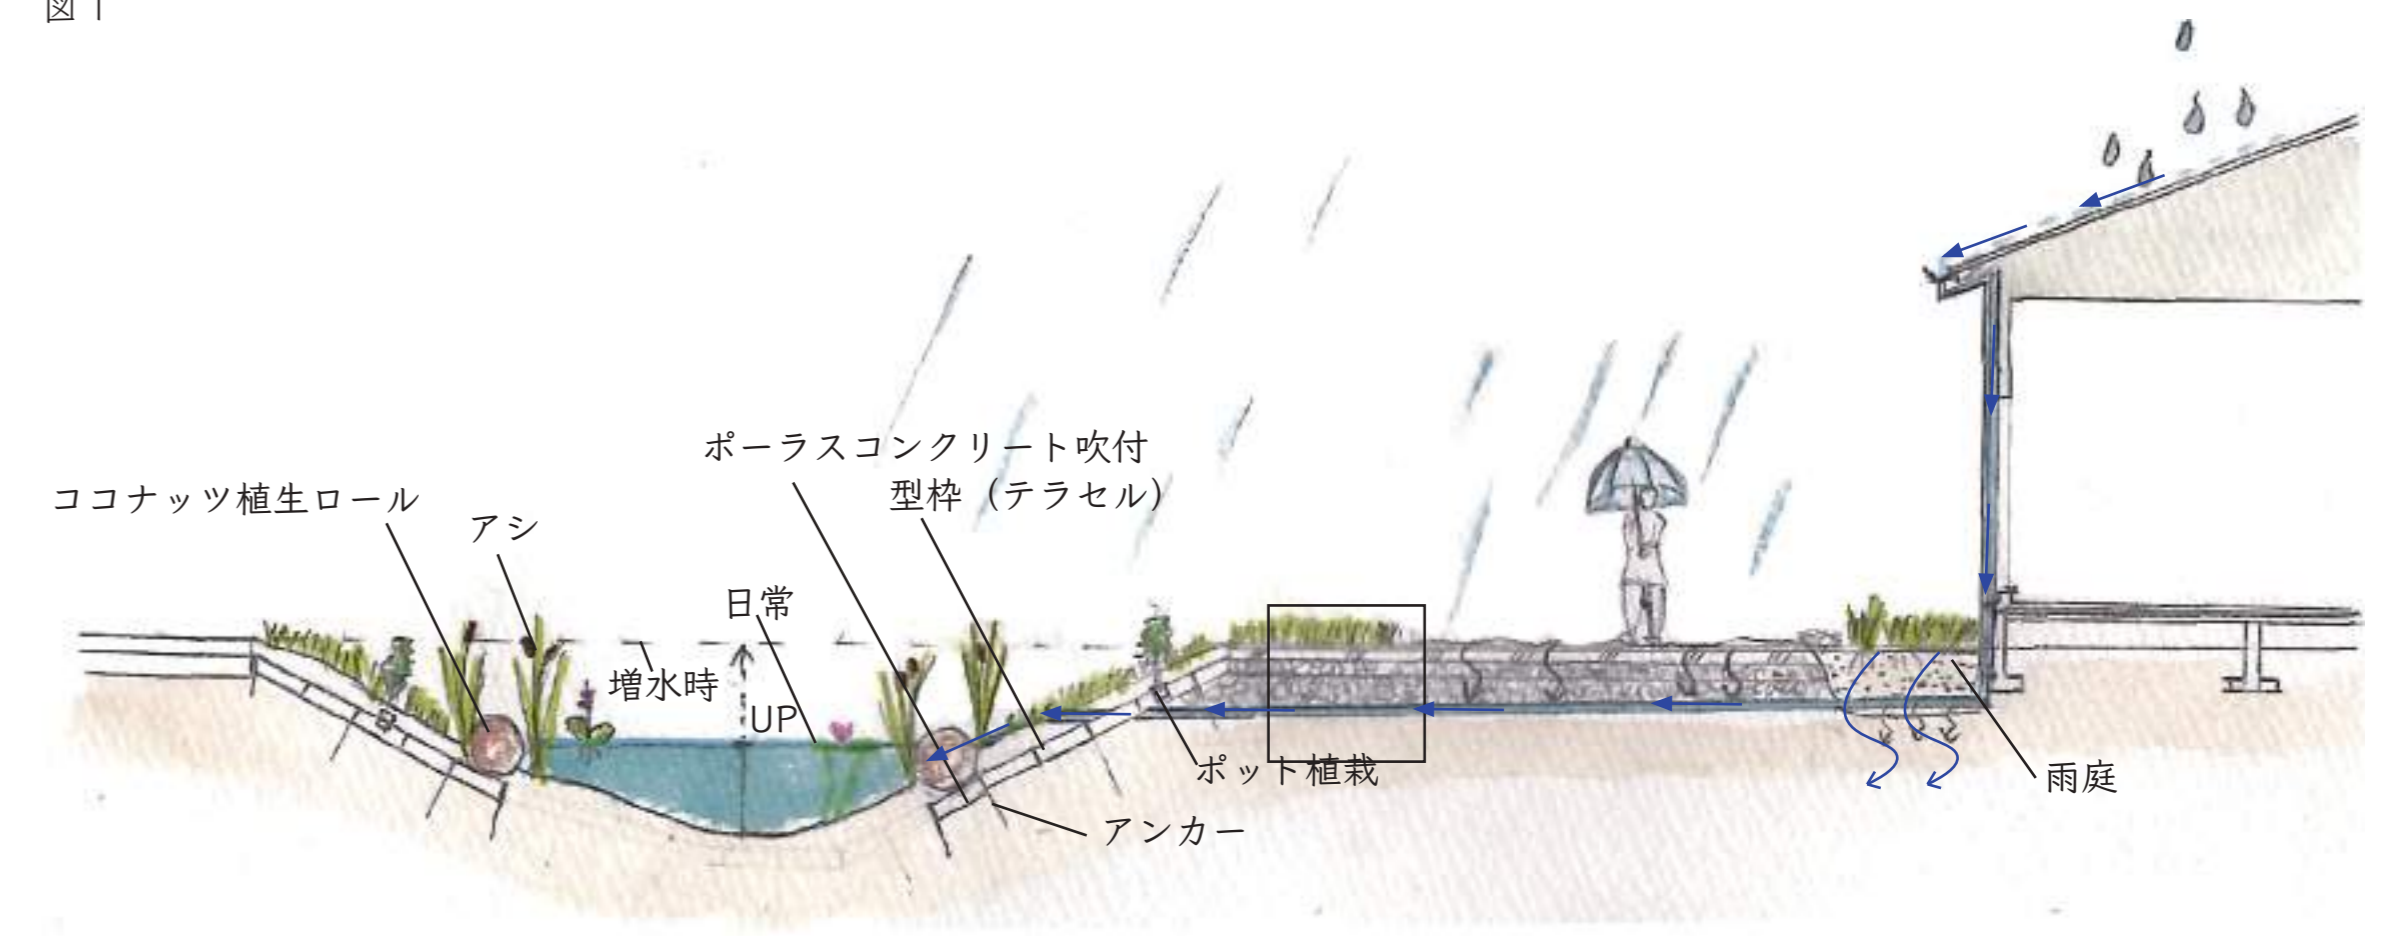 図1
ポーラスコンクリート吹付
型枠（テラセル）
ココナッツ植生ロール
アシ
日常
増水時
UP
ポット植栽
雨庭
アンカー